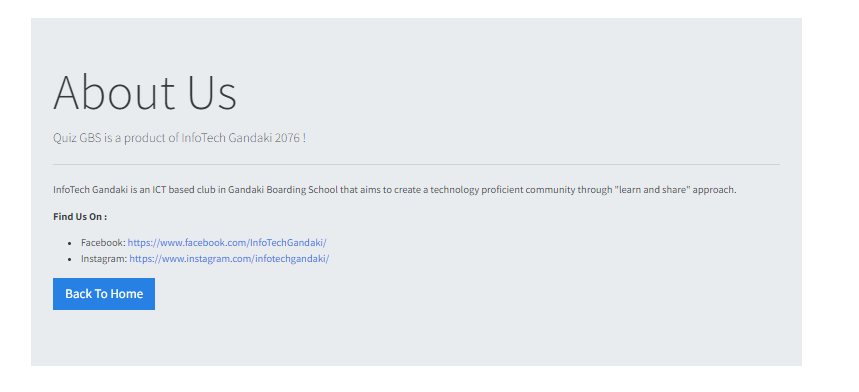 About Us
Quiz GBS is a product of InfoTech Gandaki 2076 !
InfoTech Gandaki is an ICT based club in Gandaki Boarding School that aims to create a technology proficient community through "learn and share" approach.
Find Us On :
• Facebook: https://www.facebook.com/InfoTechGandaki/
• Instagram: https://www.instagram.com/infotechgandaki/
Back To Home